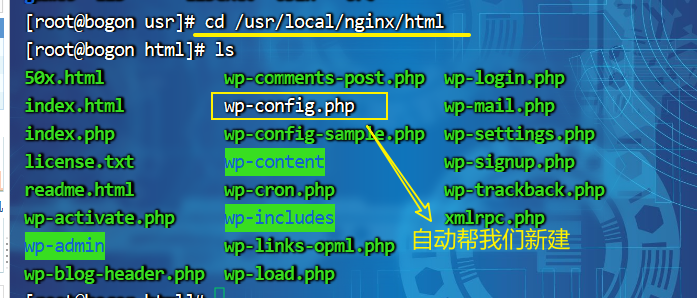 [root@bogon usr]# cd /usr/local/nginx/html
[root@bogon html]# ls
50x.html wp-comments-post.php wp-login.php
index.html wp-config.php wp-mail.php
index.php wp-config-sample.php wp-settings.php
license.txt wp-content wp-signup.php
readme.html wp-cron.php wp-trackback.php
wp-activate.php wp-includes xmlrpc.php
自动帮我们新建
wp-admin wp-links-opml.php
wp-blog-header.php wp-load.php
[root@bogon html]#